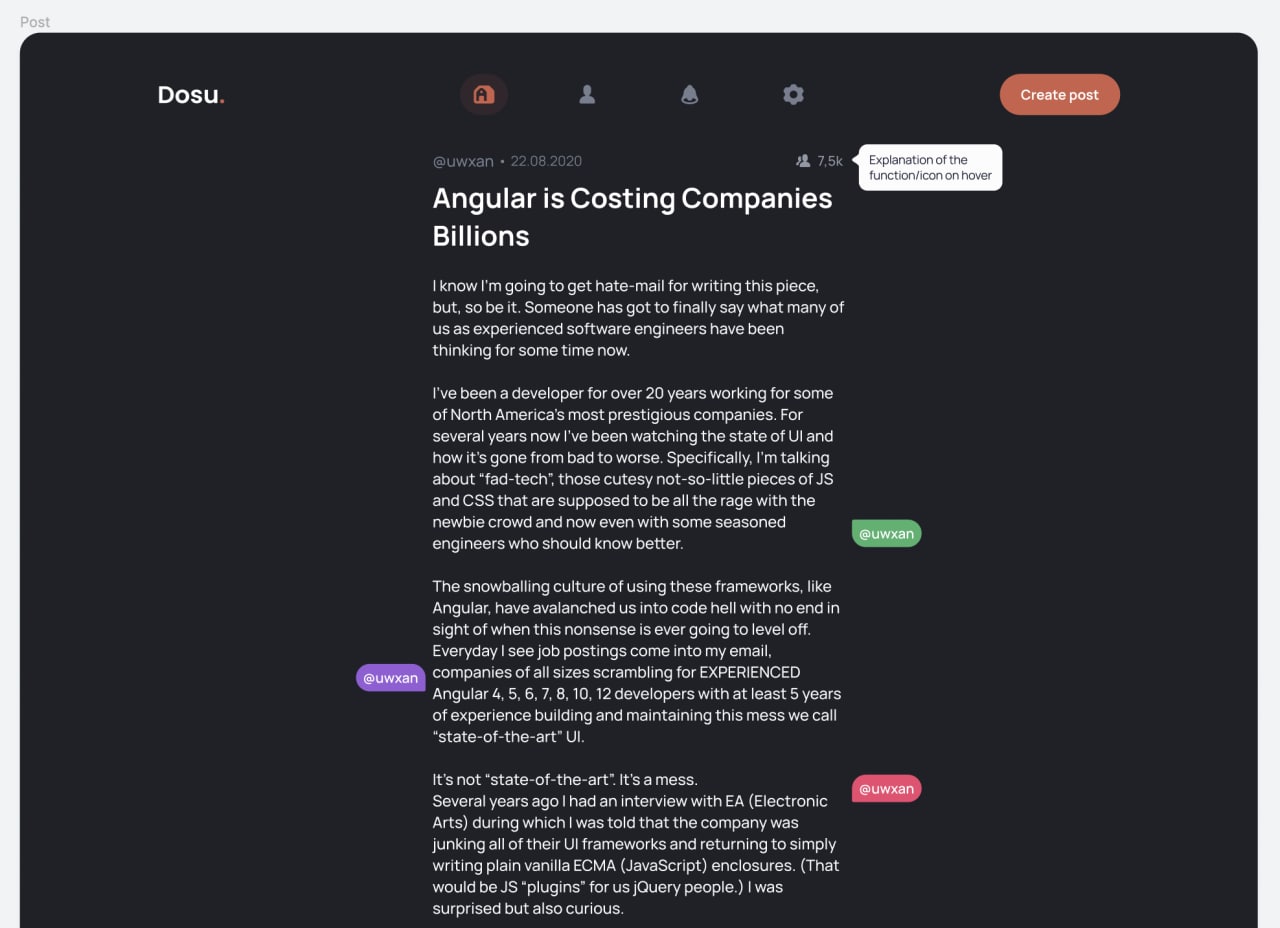 Post
Dosu.
Create post
@uwxan • 22.08.2020
7,5k
Explanation of the
function/icon on hover
Angular is Costing Companies
Billions
I know I’m going to get hate-mail for writing this piece,
but, so be it. Someone has got to finally say what many of
us as experienced software engineers have been
thinking for some time now.
I’ve been a developer for over 20 years working for some
of North America’s most prestigious companies. For
several years now I’ve been watching the state of UI and
how it’s gone from bad to worse. Specifically, I’m talking
about “fad-tech”, those cutesy not-so-little pieces of JS
and CSS that are supposed to be all the rage with the
newbie crowd and now even with some seasoned
engineers who should know better.
@uwxan
The snowballing culture of using these frameworks, like
Angular, have avalanched us into code hell with no end in
sight of when this nonsense is ever going to level off.
Everyday I see job postings come into my email,
companies of all sizes scrambling for EXPERIENCED
@uwxan
Angular 4, 5, 6, 7, 8, 10, 12 developers with at least 5 years
of experience building and maintaining this mess we call
“state-of-the-art” UI.
It’s not “state-of-the-art”. It’s a mess.
@uwxan
Several years ago I had an interview with EA (Electronic
Arts) during which I was told that the company was
junking all of their UI frameworks and returning to simply
writing plain vanilla ECMA (JavaScript) enclosures. (That
would be JS “plugins” for us jQuery people.) I was
surprised but also curious.